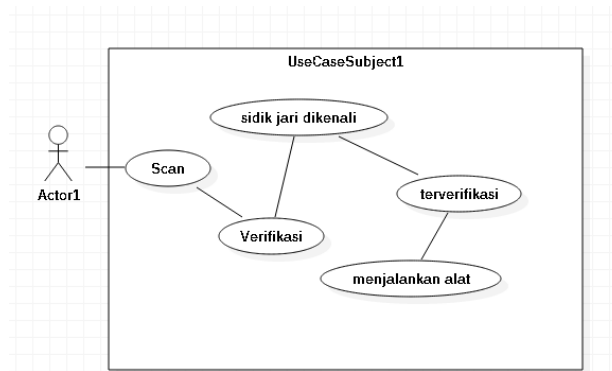 UseCaseSubject1
sidik jari dikenali
Scan
terverifikasi
Actor1
Verifikasi
menjalankan alat